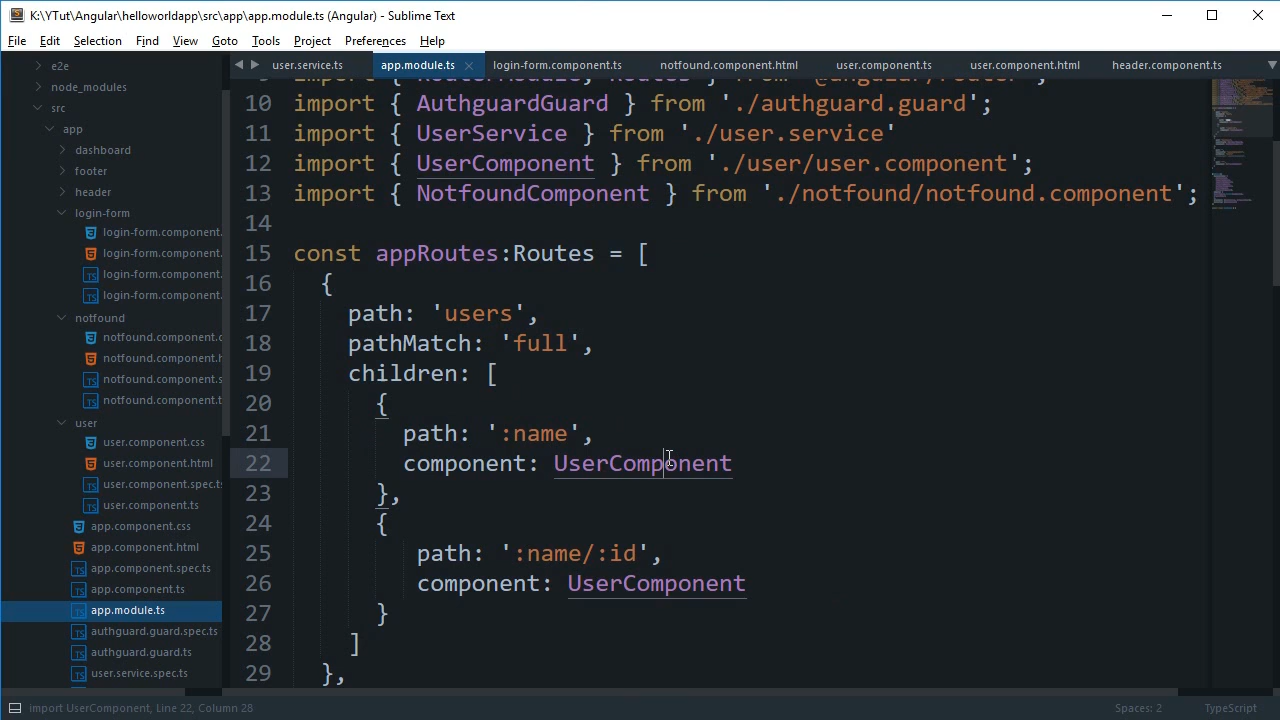 K:\YTut\Angular\helloworldapp\src\app\app.module.ts (Angular) - Sublime Text
File Edit Selection Find View Goto Tools Project Preferences Help
user.service.ts app.module.ts login-form.component.ts notfound.component.html user.component.ts user.component.html header.component.ts
e2e
node_modules
src
app
dashboard
footer
header
login-form
login-form.component.
login-form.component.
login-form.component.
login-form.component.
notfound
notfound.component.c
notfound.component.h
notfound.component.s
notfound.component.t
user
user.component.css
user.component.html
user.component.spec.ts
user.component.ts
app.component.css
app.component.html
app.component.spec.ts
app.component.ts
app.module.ts
authguard.guard.spec.ts
authguard.guard.ts
user.service.spec.ts
9 import { RouterModule, Routes } from '@angular/router';
10 import { AuthguardGuard } from './authguard.guard';
11 import { UserService } from './user.service'
12 import { UserComponent } from './user/user.component';
13 import { NotfoundComponent } from './notfound/notfound.component';
14
15 const appRoutes:Routes = [
16 {
17 path: 'users',
18 pathMatch: 'full',
19 children: [
20 {
21 path: ':name',
22 component: UserComponent
23 },
24 {
25 path: ':name/:id',
26 component: UserComponent
27 }
28 ]
29 },
import UserComponent, Line 22, Column 28
Spaces: 2 TypeScript